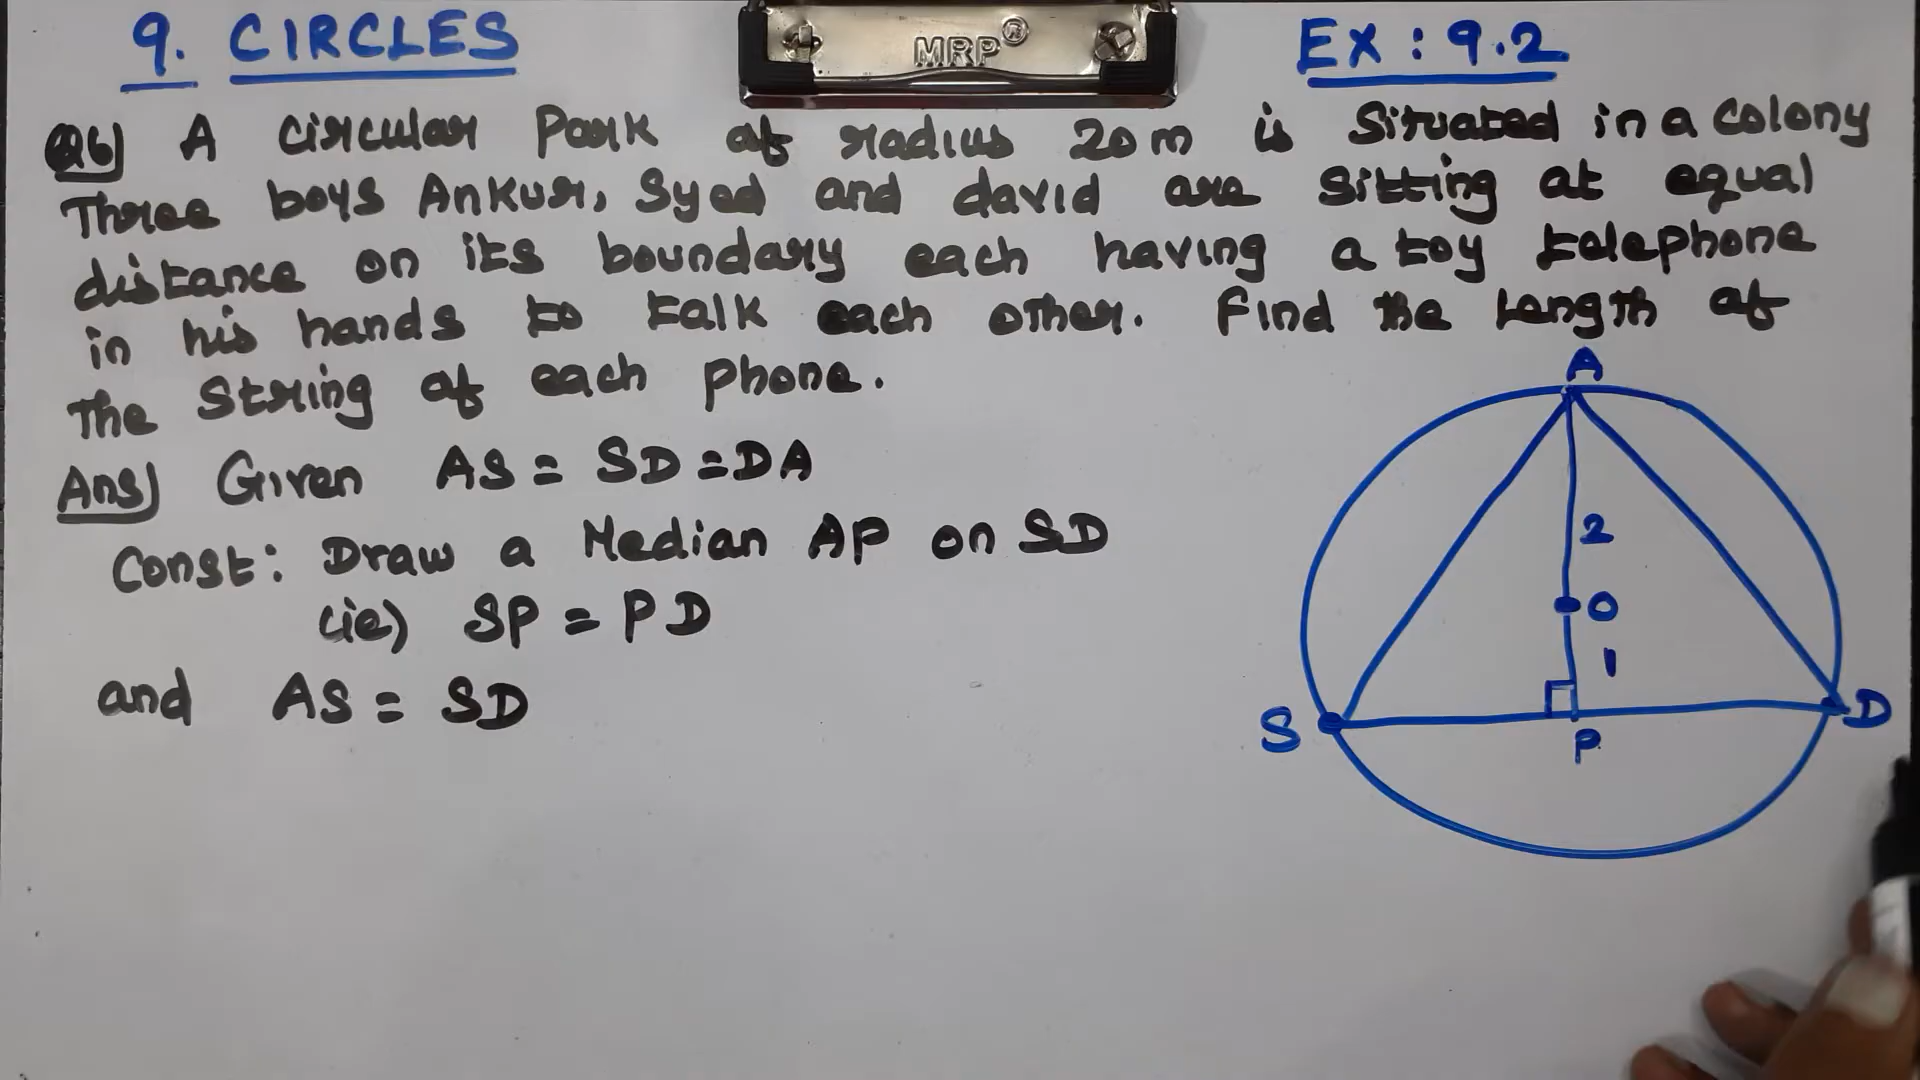 9. CIRCLES
MRP®
EX : 9.2
Q6) A circular Park of radius 20m is situated in a colony
Three boys Ankur, Syed and david are sitting at equal
distance on its boundary each having a toy telephone
in his hands to talk each other. Find the Length of
The String of each phone.
Ans) Given AS = SD = DA
Const: Draw a Median AP on SD
(ie) SP = PD
and AS = SD
A
2
O
1
S
P
D